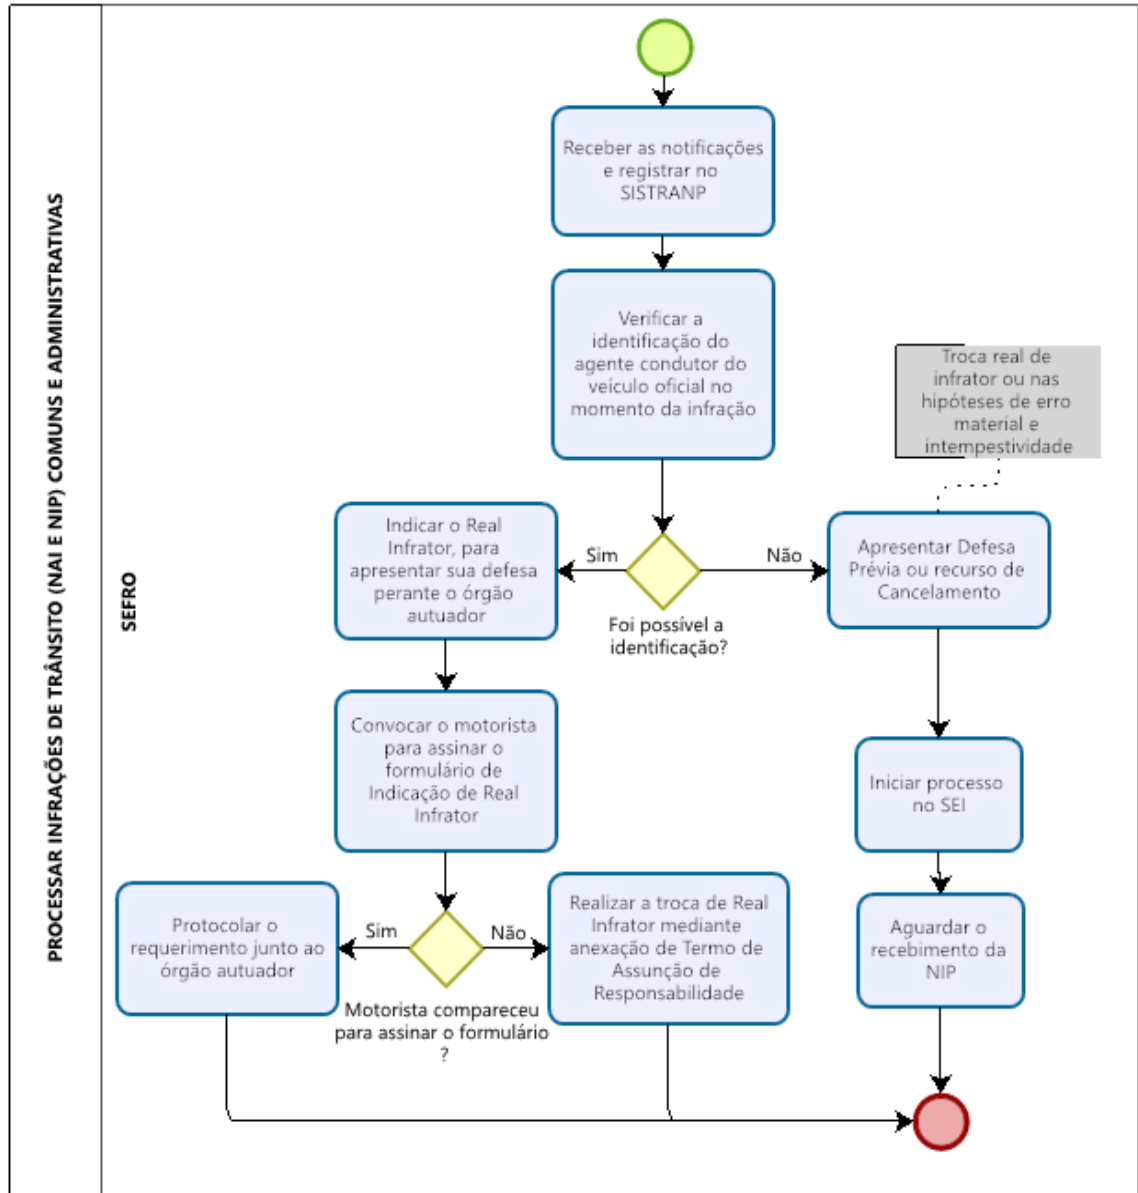 PROCESSAR INFRAÇÕES DE TRÂNSITO (NAI E NIP) COMUNS E ADMINISTRATIVAS
SEFRO
Receber as notificações
e registrar no
SISTRANP
Verificar a
identificação do
agente condutor do
veículo oficial no
momento da infração
Troca real de
infrator ou nas
hipóteses de erro
material e
intempestividade
Foi possível a
identificação?
Sim
Não
Indicar o Real
Infrator, para
apresentar sua defesa
perante o órgão
autuador
Apresentar Defesa
Prévia ou recurso de
Cancelamento
Convocar o motorista
para assinar o
formulário de
Indicação de Real
Infrator
Iniciar processo
no SEI
Motorista compareceu
para assinar o formulário
?
Sim
Não
Protocolar o
requerimento junto ao
órgão autuador
Realizar a troca de Real
Infrator mediante
anexação de Termo de
Assunção de
Responsabilidade
Aguardar o
recebimento da
NIP